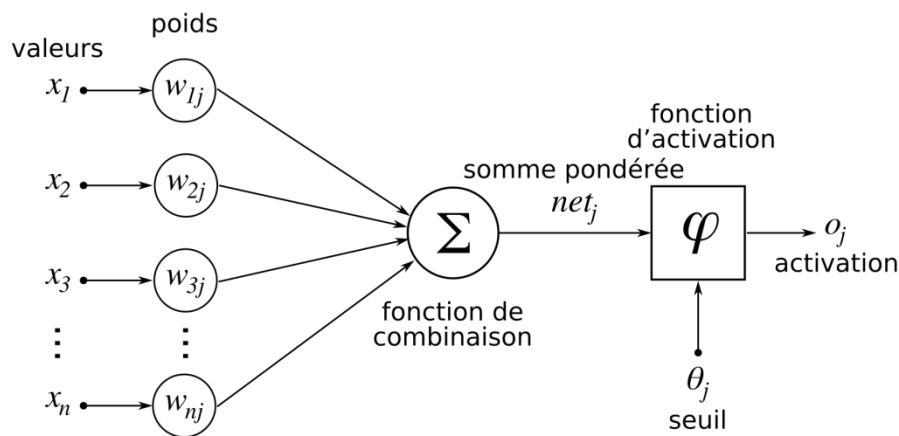 poids
valeurs
x₁
w₁ⱼ
fonction
d’activation
x₂
w₂ⱼ
somme pondérée
netⱼ
Σ
φ
oⱼ
activation
x₃
w₃ⱼ
fonction de
combinaison
⋮
⋮
xₙ
wₙⱼ
θⱼ
seuil